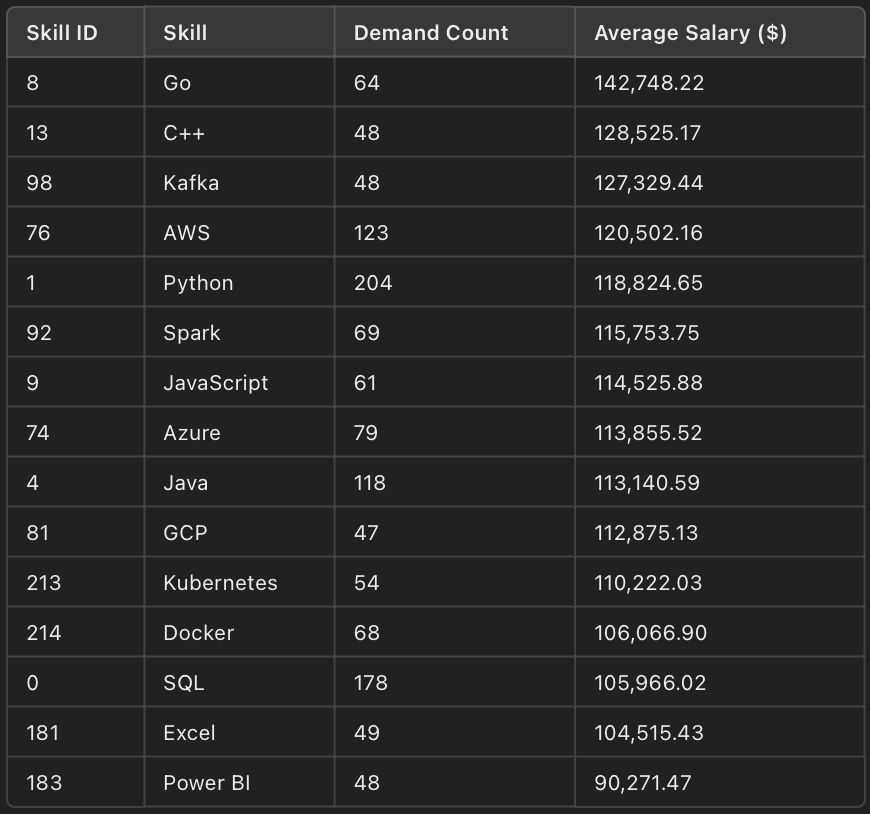 Skill ID Skill Demand Count Average Salary ($)
8 Go 64 142,748.22
13 C++ 48 128,525.17
98 Kafka 48 127,329.44
76 AWS 123 120,502.16
1 Python 204 118,824.65
92 Spark 69 115,753.75
9 JavaScript 61 114,525.88
74 Azure 79 113,855.52
4 Java 118 113,140.59
81 GCP 47 112,875.13
213 Kubernetes 54 110,222.03
214 Docker 68 106,066.90
0 SQL 178 105,966.02
181 Excel 49 104,515.43
183 Power BI 48 90,271.47